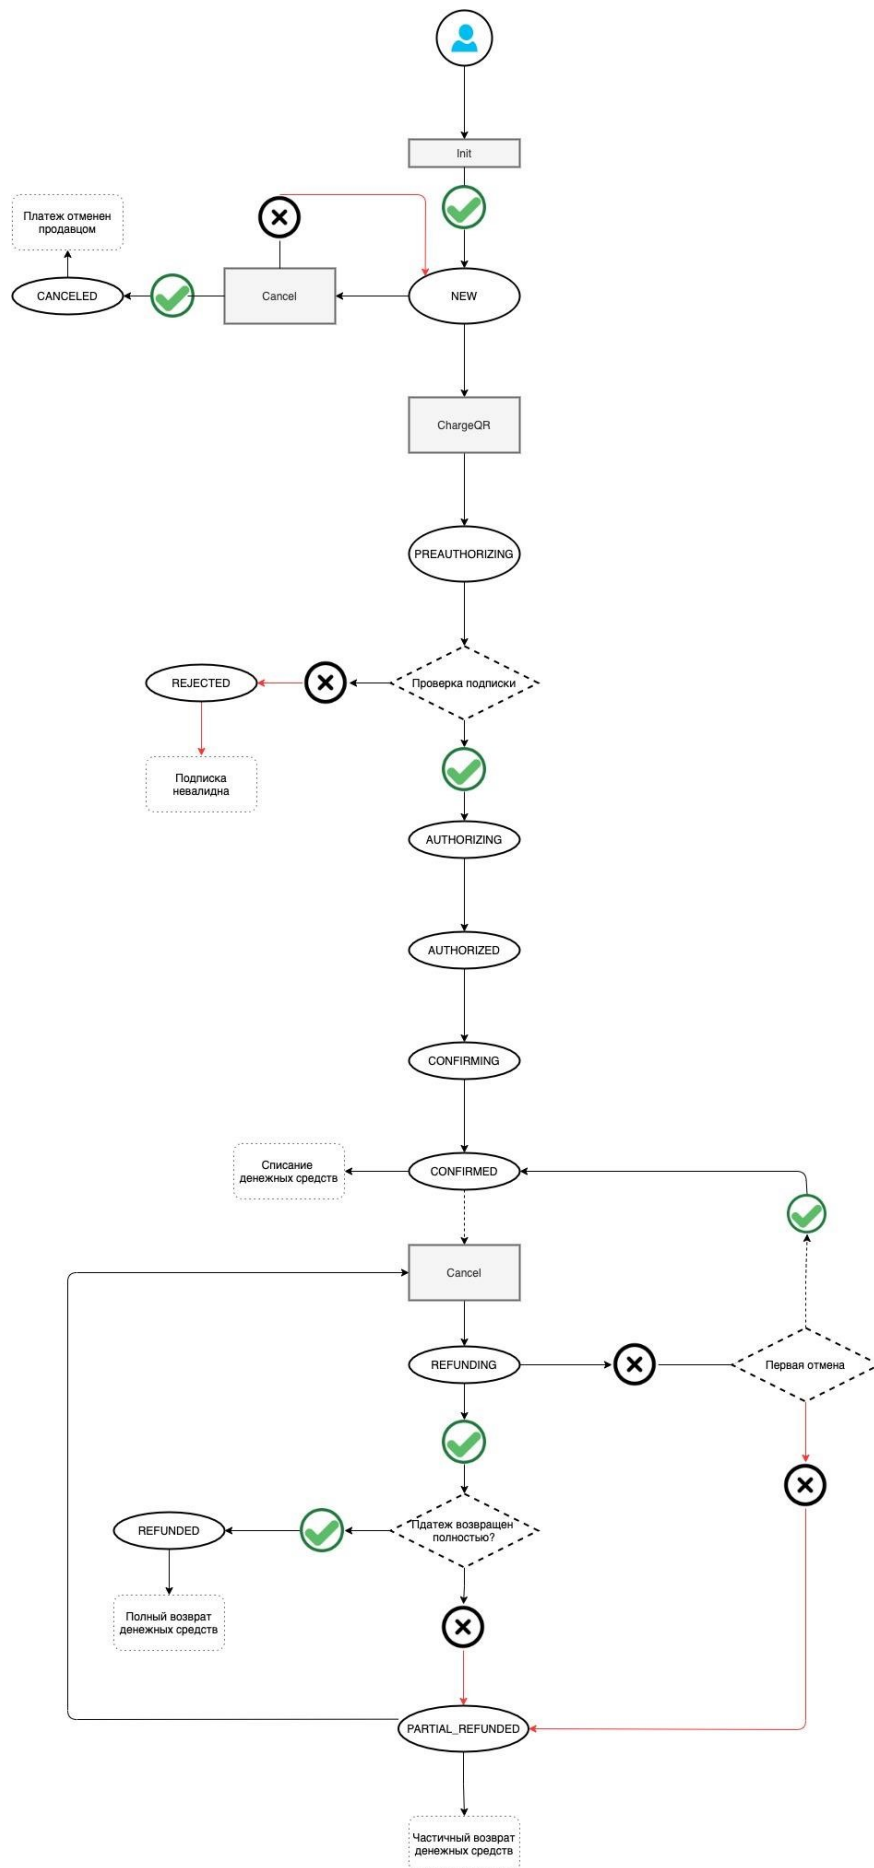 Init
Платеж отменен
продавцом
CANCELED
Cancel
NEW
ChargeQR
PREAUTHORIZING
REJECTED
Проверка подписки
Подписка
невалидна
AUTHORIZING
AUTHORIZED
CONFIRMING
Списание
денежных средств
CONFIRMED
Cancel
REFUNDING
Первая отмена
REFUNDED
Пдатеж возвращен
полностью?
Полный возврат
денежных средств
PARTIAL_REFUNDED
Частичный возврат
денежных средств